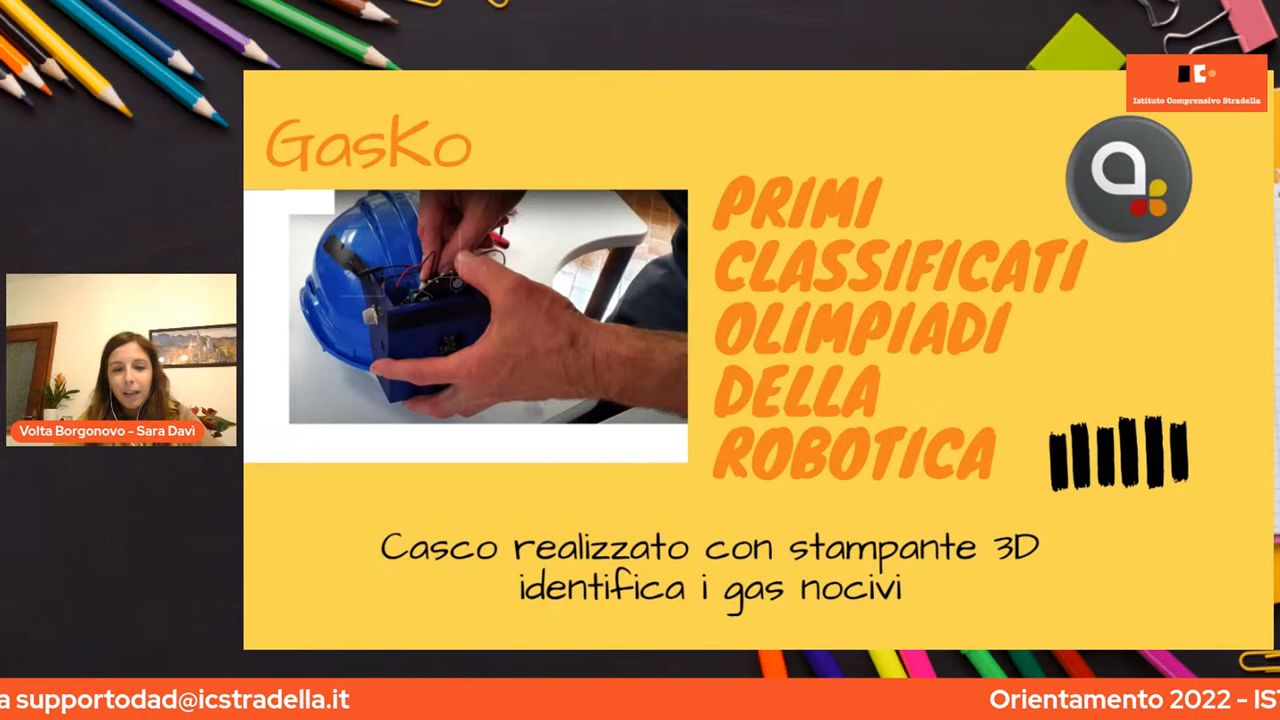 Istituto Comprensivo Stradella
GasKo
PRIMI
CLASSIFICATI
OLIMPIADI
DELLA
ROBOTICA
Volta Borgonovo - Sara Davì
Casco realizzato con stampante 3D
identifica i gas nocivi
a supportodad@icstradella.it
Orientamento 2022 - IST